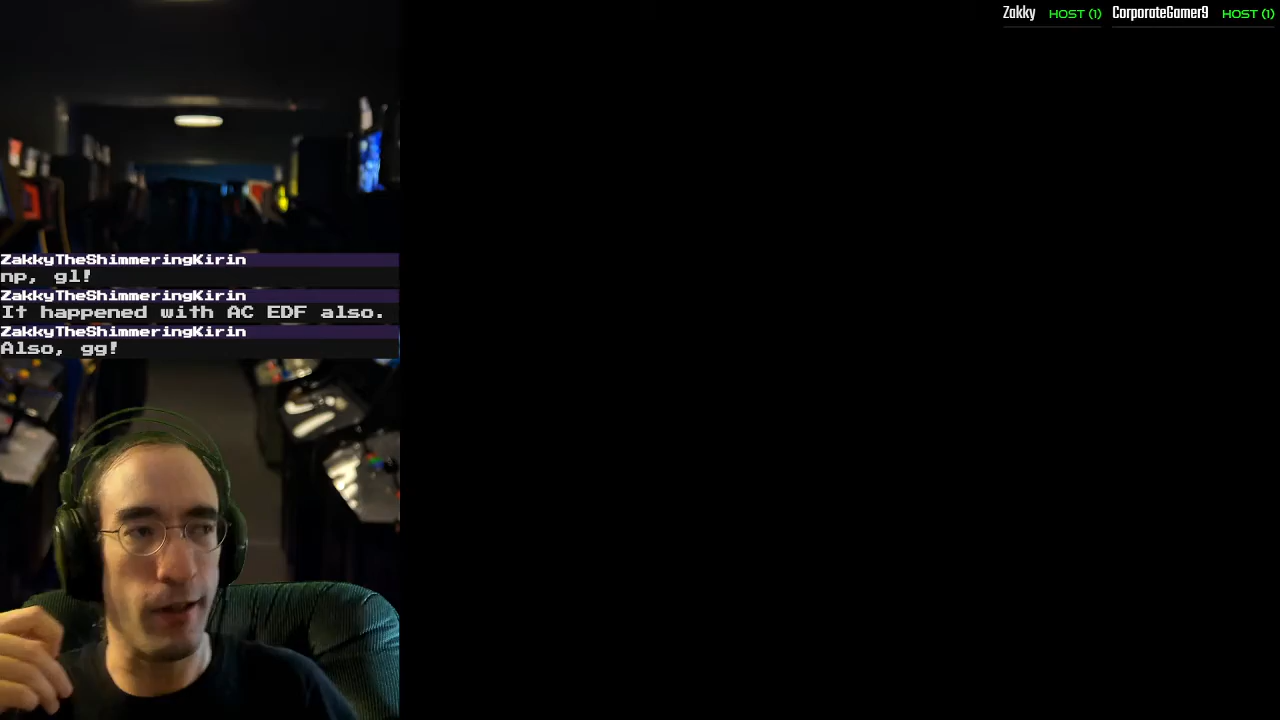 Zakky HOST (1) CorporateGamer9 HOST (1)
ZakkyTheShimmeringKirin
np, gl!
ZakkyTheShimmeringKirin
It happened with AC EDF also.
ZakkyTheShimmeringKirin
Also, gg!